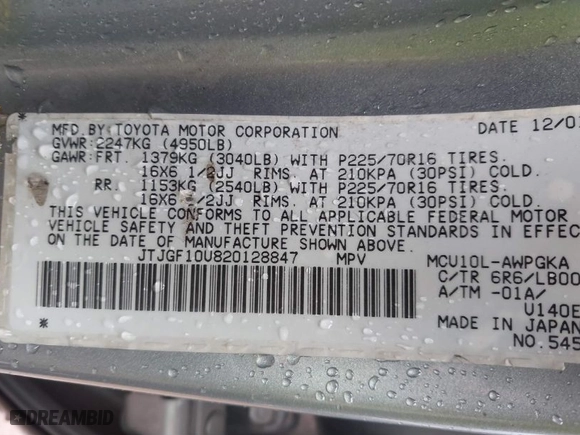 MFD.BY:TOYOTA MOTOR CORPORATION DATE 12/01
GVWR:2247KG (4950LB)
GAWR:FRT. 1379KG (3040LB) WITH P225/70R16 TIRES.
16X6 1/2JJ RIMS. AT 210KPA (30PSI) COLD.
RR. 1153KG (2540LB) WITH P225/70R16 TIRES.
16X6 1/2JJ RIMS. AT 210KPA (30PSI) COLD.
THIS VEHICLE CONFORMS TO ALL APPLICABLE FEDERAL MOTOR
VEHICLE SAFETY AND THEFT PREVENTION STANDARDS IN EFFEC
ON THE DATE OF MANUFACTURE SHOWN ABOVE.
JTJGF10U820128847 MPV MCU10L-AWPGKA
C/TR 6R6/LB00
A/TM -01A/
U140E
MADE IN JAPAN
NO.545
* *
©DREAMBID